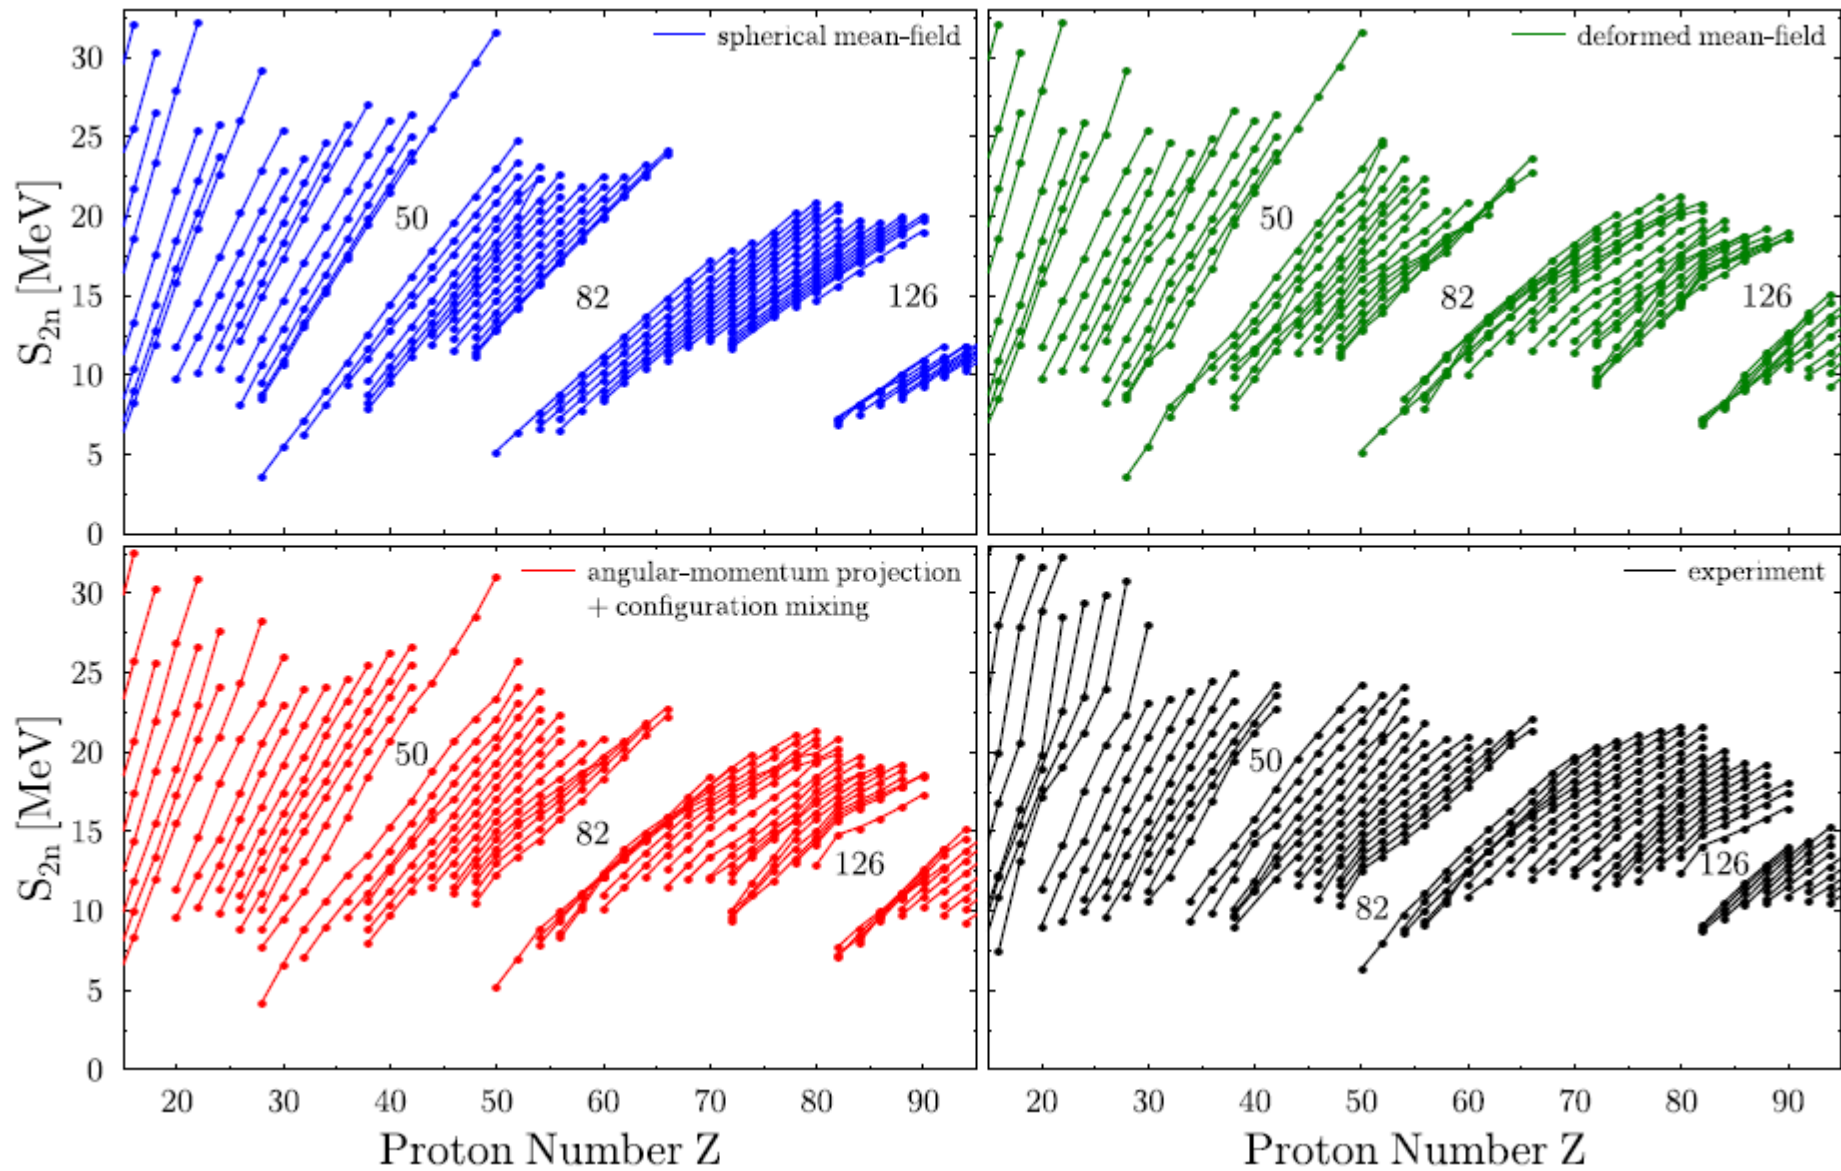 spherical mean-field
deformed mean-field
S2n [MeV]
30
25
20
15
10
5
0
50
82
126
50
82
126
angular-momentum projection
+ configuration mixing
experiment
S2n [MeV]
30
25
20
15
10
5
0
50
82
126
50
82
126
20 30 40 50 60 70 80 90
20 30 40 50 60 70 80 90
Proton Number Z
Proton Number Z